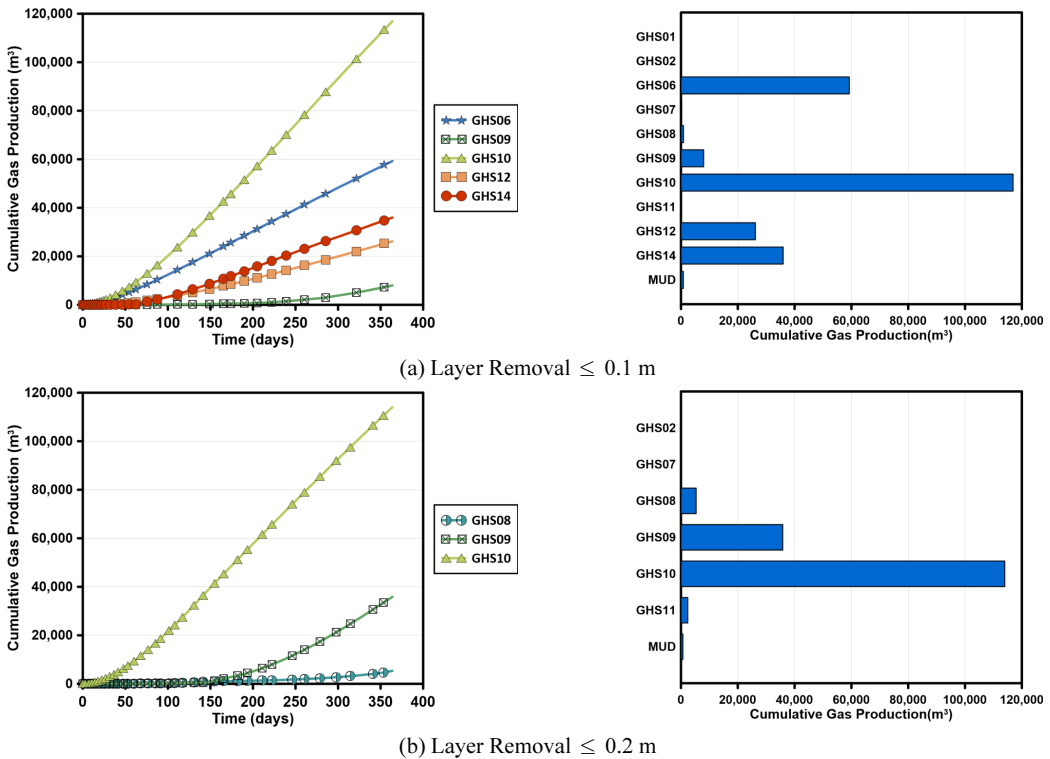 120,000
100,000
80,000
60,000
40,000
20,000
0
Cumulative Gas Production (m³)
0 50 100 150 200 250 300 350 400
Time (days)
GHS06
GHS09
GHS10
GHS12
GHS14
GHS01
GHS02
GHS06
GHS07
GHS08
GHS09
GHS10
GHS11
GHS12
GHS14
MUD
0 20,000 40,000 60,000 80,000 100,000 120,000
Cumulative Gas Production(m³)
(a) Layer Removal ≤ 0.1 m
120,000
100,000
80,000
60,000
40,000
20,000
0
Cumulative Gas Production (m³)
0 50 100 150 200 250 300 350 400
Time (days)
GHS08
GHS09
GHS10
GHS02
GHS07
GHS08
GHS09
GHS10
GHS11
MUD
0 20,000 40,000 60,000 80,000 100,000 120,000
Cumulative Gas Production(m³)
(b) Layer Removal ≤ 0.2 m